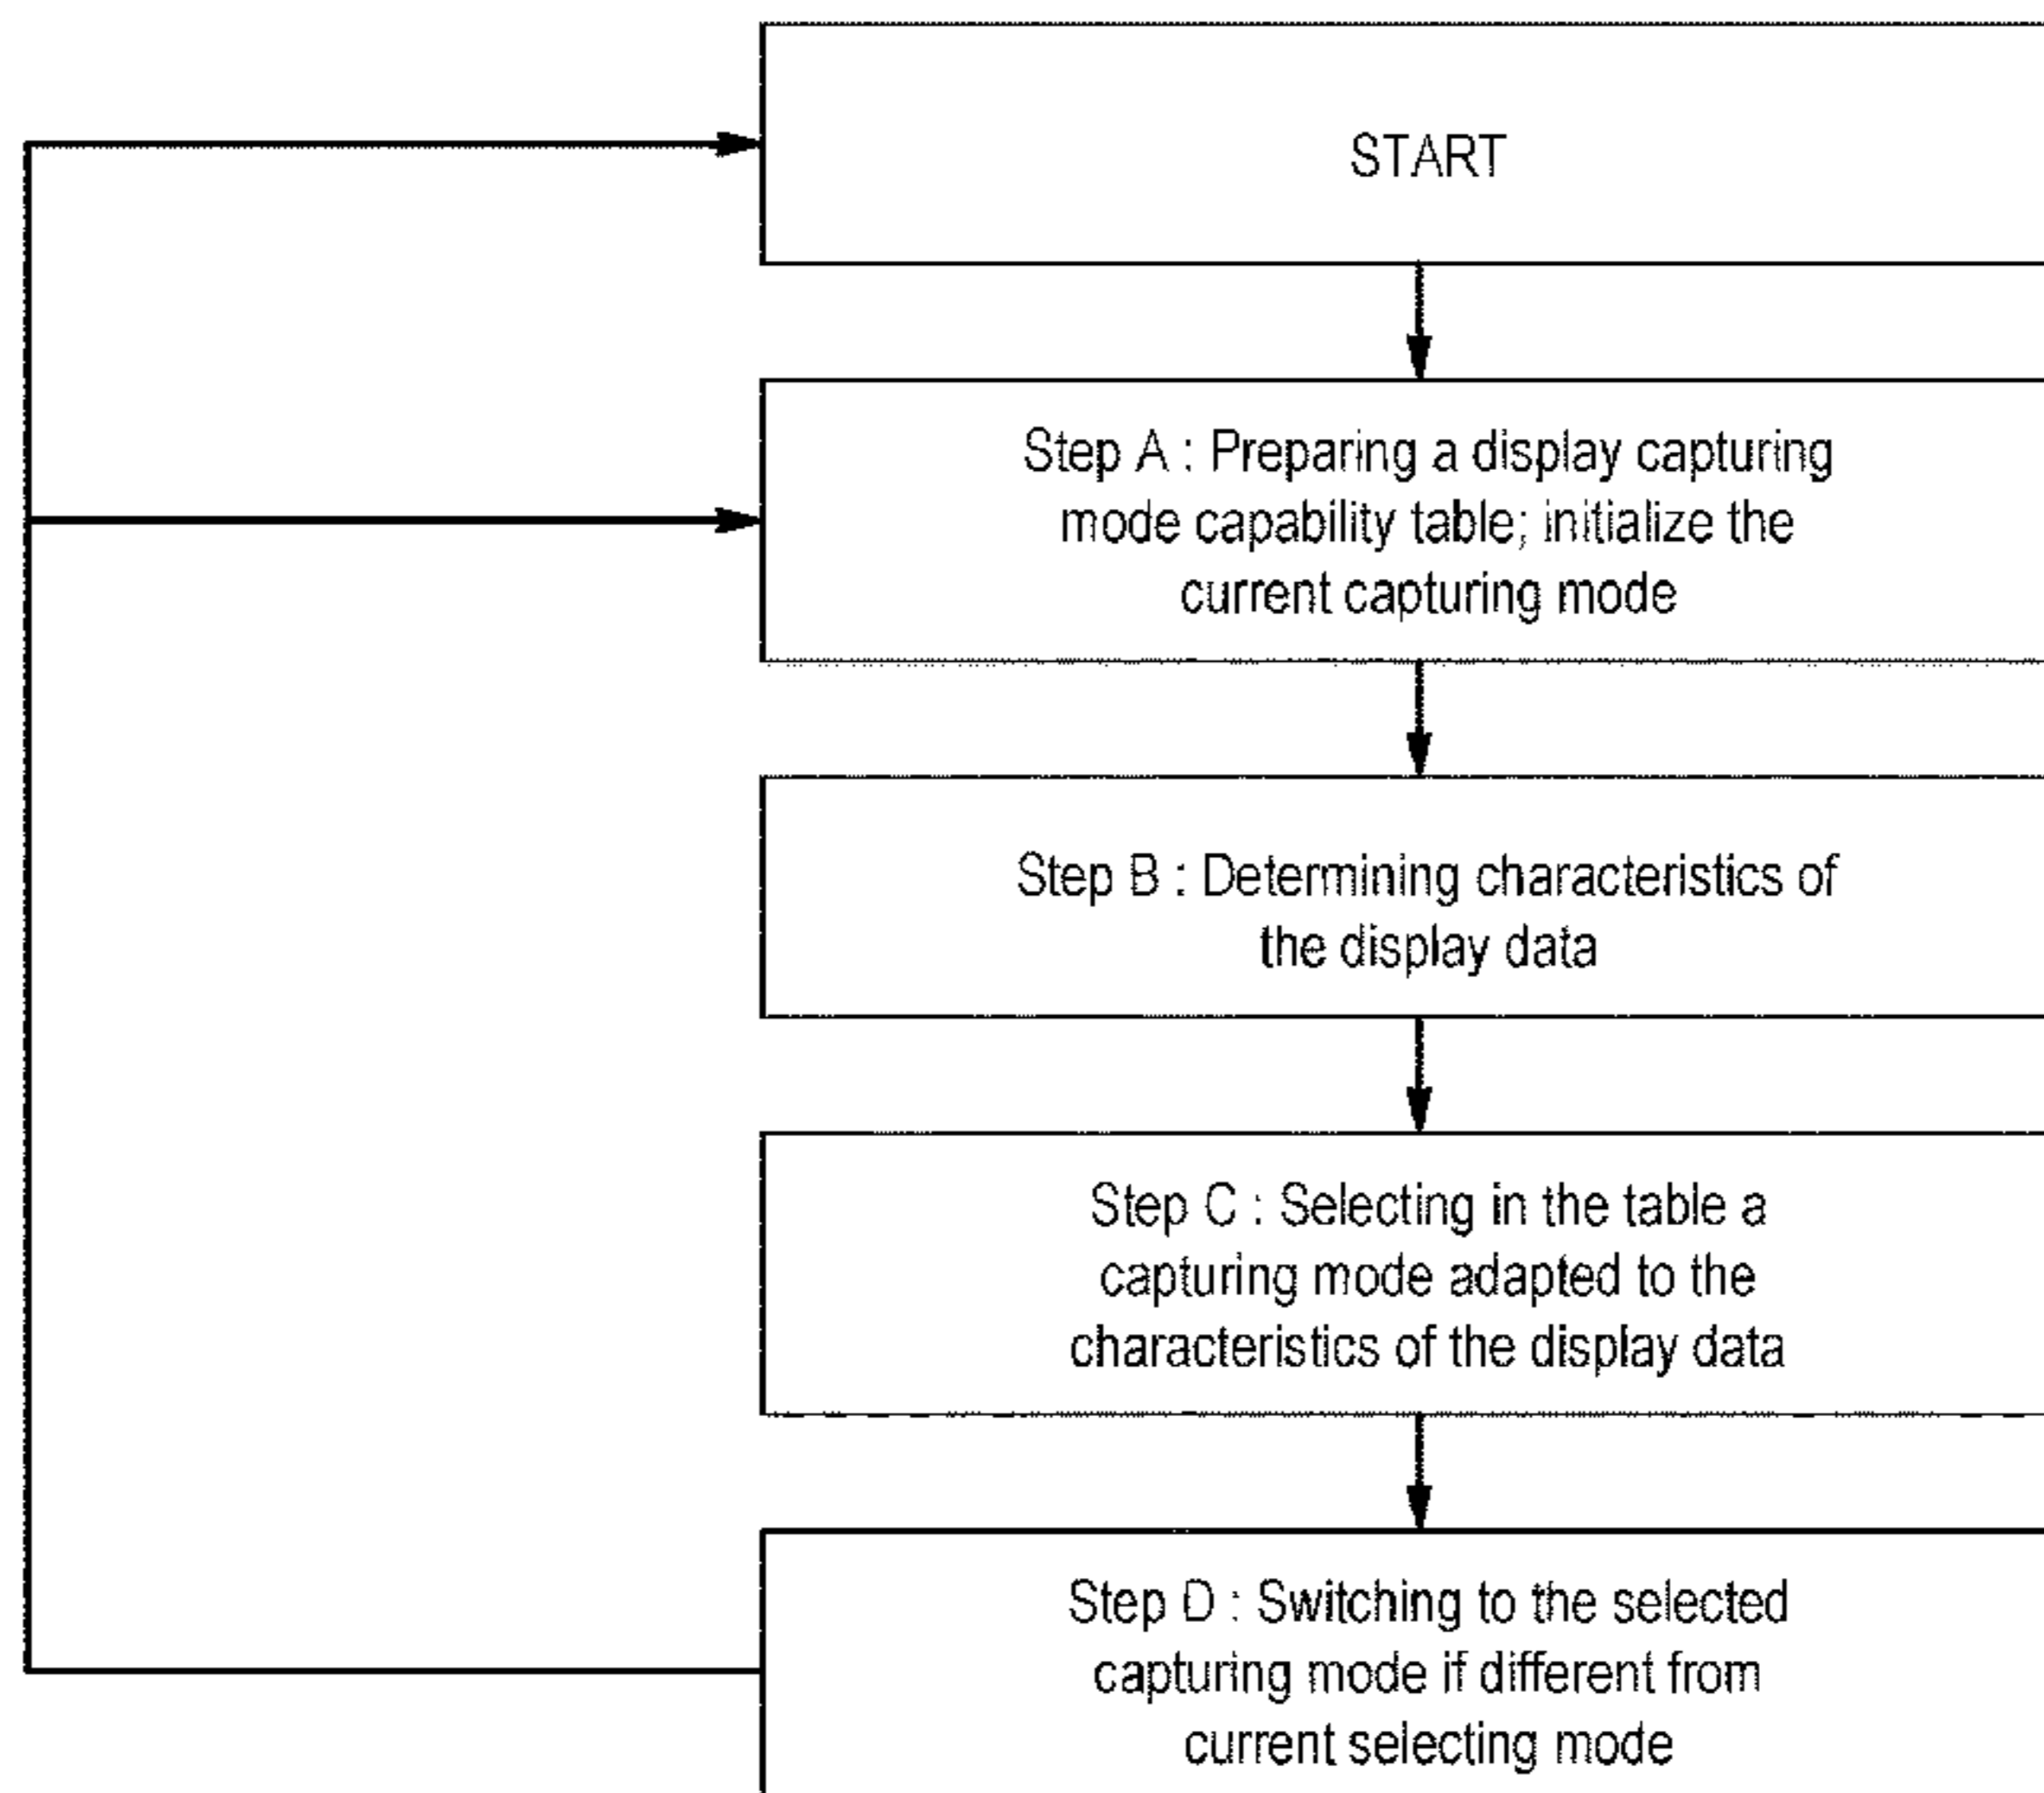 START
Step A : Preparing a display capturing
mode capability table; initialize the
current capturing mode
Step B : Determining characteristics of
the display data
Step C : Selecting in the table a
capturing mode adapted to the
characteristics of the display data
Step D : Switching to the selected
capturing mode if different from
current selecting mode